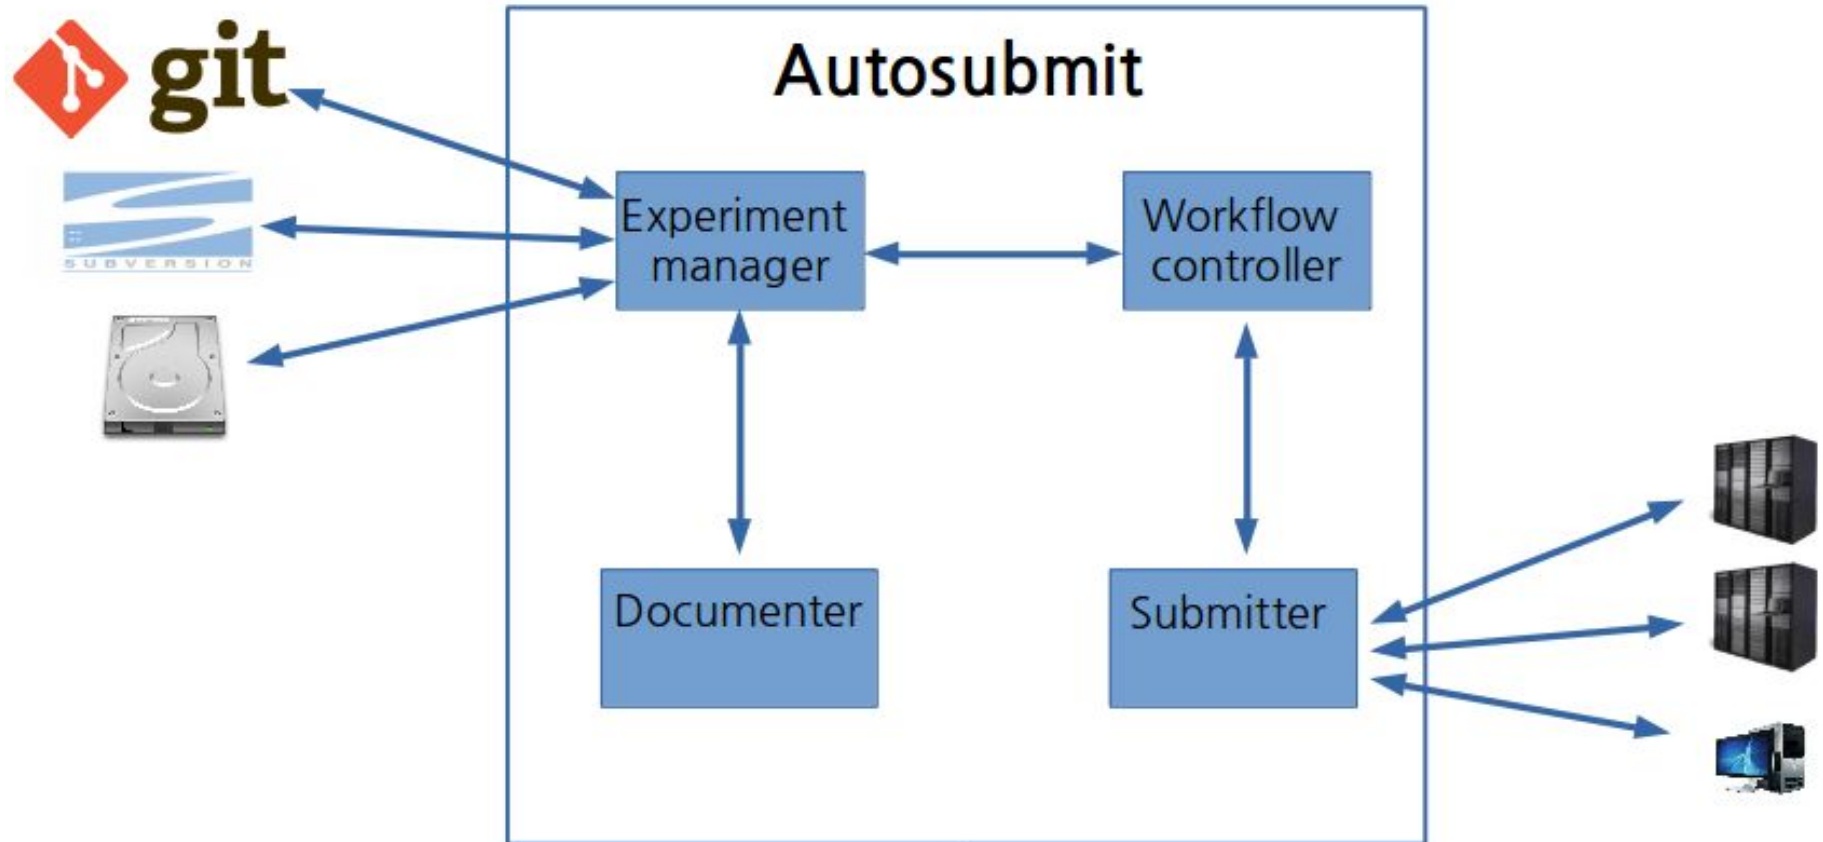 git
Autosubmit
SUBVERSION
Experiment
manager
Workflow
controller
Documenter
Submitter